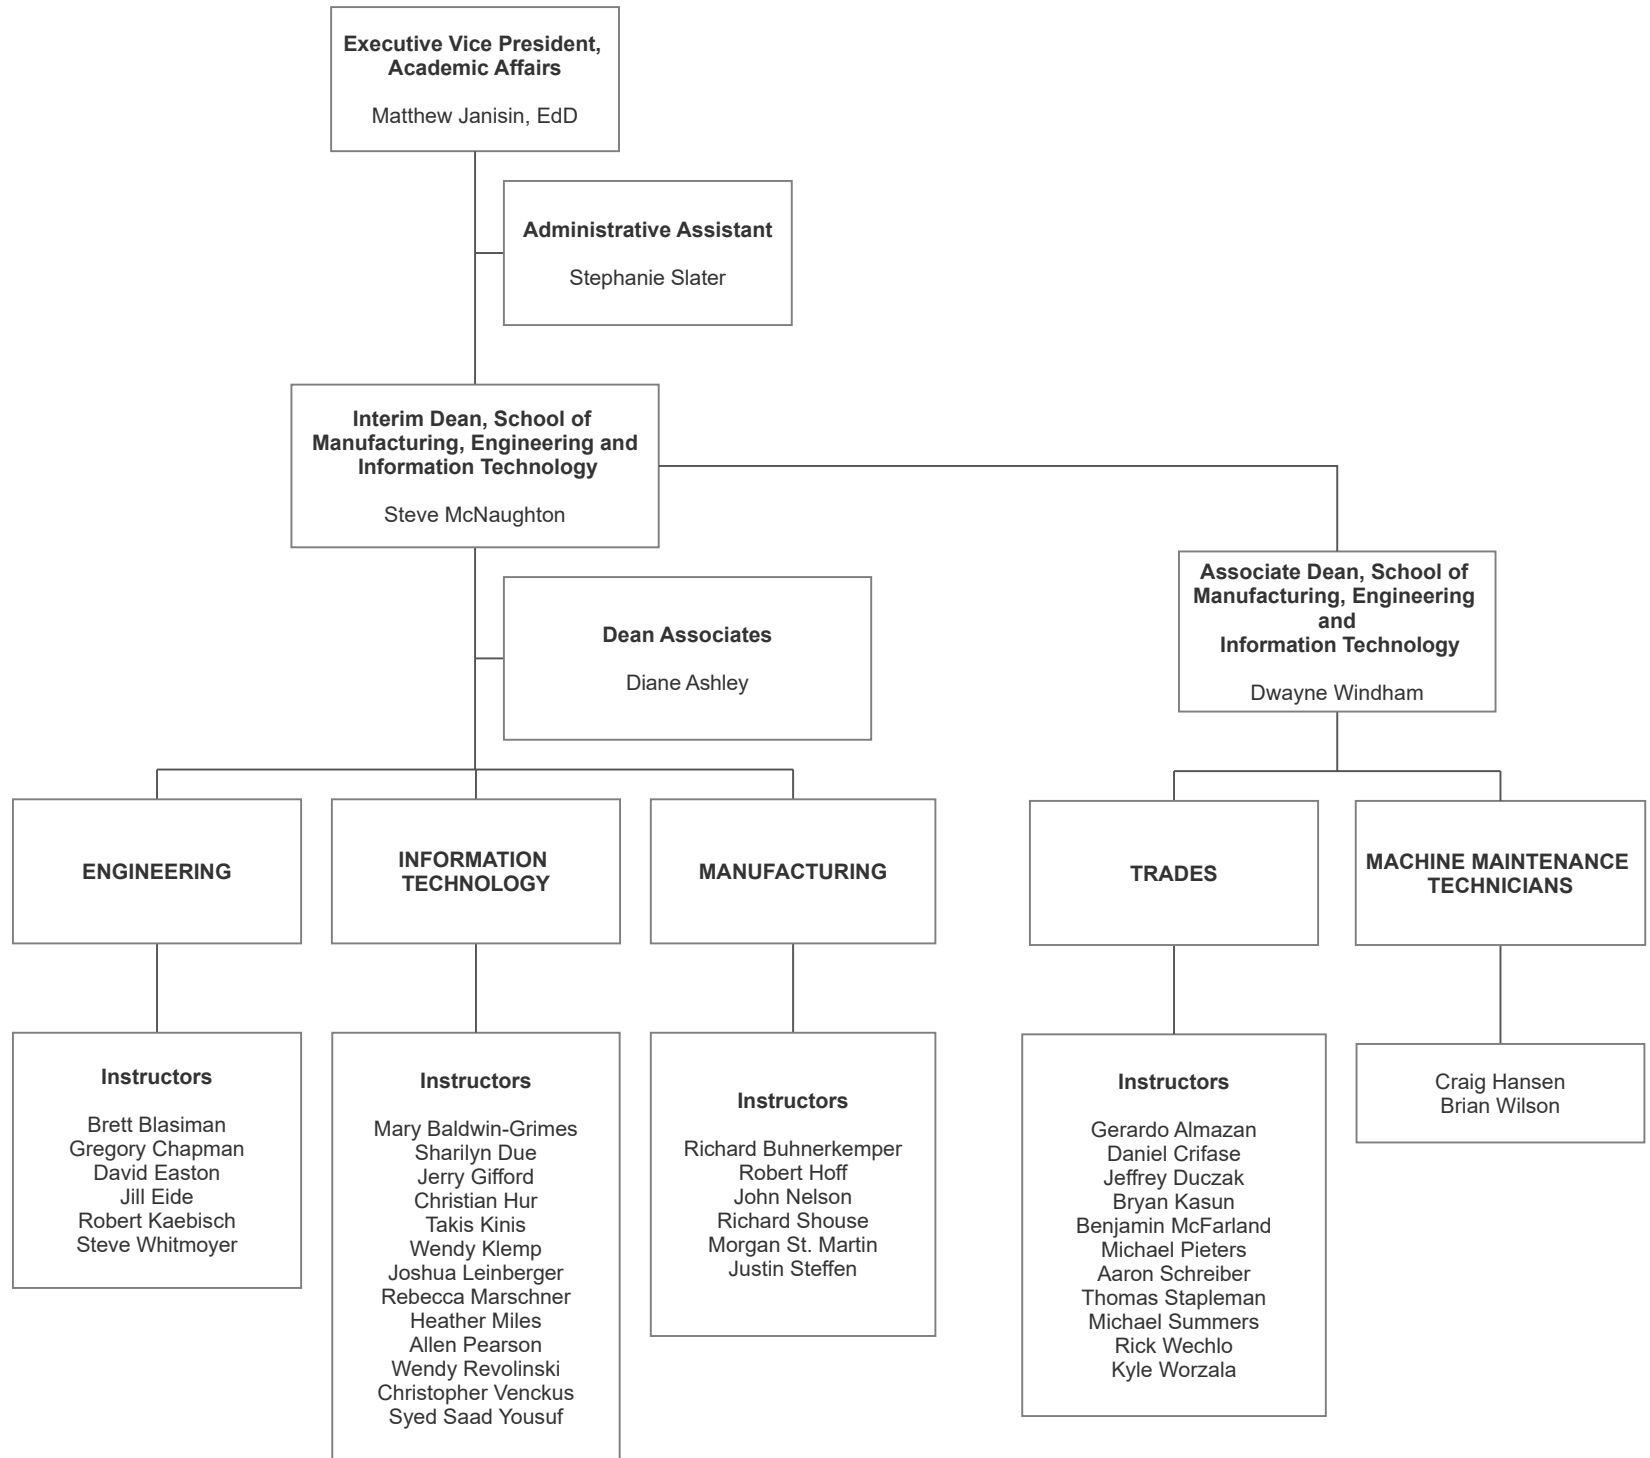 Executive Vice President,
Academic Affairs
Matthew Janisin, EdD
Administrative Assistant
Stephanie Slater
Interim Dean, School of
Manufacturing, Engineering and
Information Technology
Steve McNaughton
Dean Associates
Diane Ashley
Associate Dean, School of
Manufacturing, Engineering
and
Information Technology
Dwayne Windham
ENGINEERING
INFORMATION
TECHNOLOGY
MANUFACTURING
TRADES
MACHINE MAINTENANCE
TECHNICIANS
Instructors
Brett Blasiman
Gregory Chapman
David Easton
Jill Eide
Robert Kaebisch
Steve Whitmoyer
Instructors
Mary Baldwin-Grimes
Sharilyn Due
Jerry Gifford
Christian Hur
Takis Kinis
Wendy Klemp
Joshua Leinberger
Rebecca Marschner
Heather Miles
Allen Pearson
Wendy Revolinski
Christopher Venckus
Syed Saad Yousuf
Instructors
Richard Buhnerkemper
Robert Hoff
John Nelson
Richard Shouse
Morgan St. Martin
Justin Steffen
Instructors
Gerardo Almazan
Daniel Crifase
Jeffrey Duczak
Bryan Kasun
Benjamin McFarland
Michael Pieters
Aaron Schreiber
Thomas Stapleman
Michael Summers
Rick Wechlo
Kyle Worzala
Craig Hansen
Brian Wilson